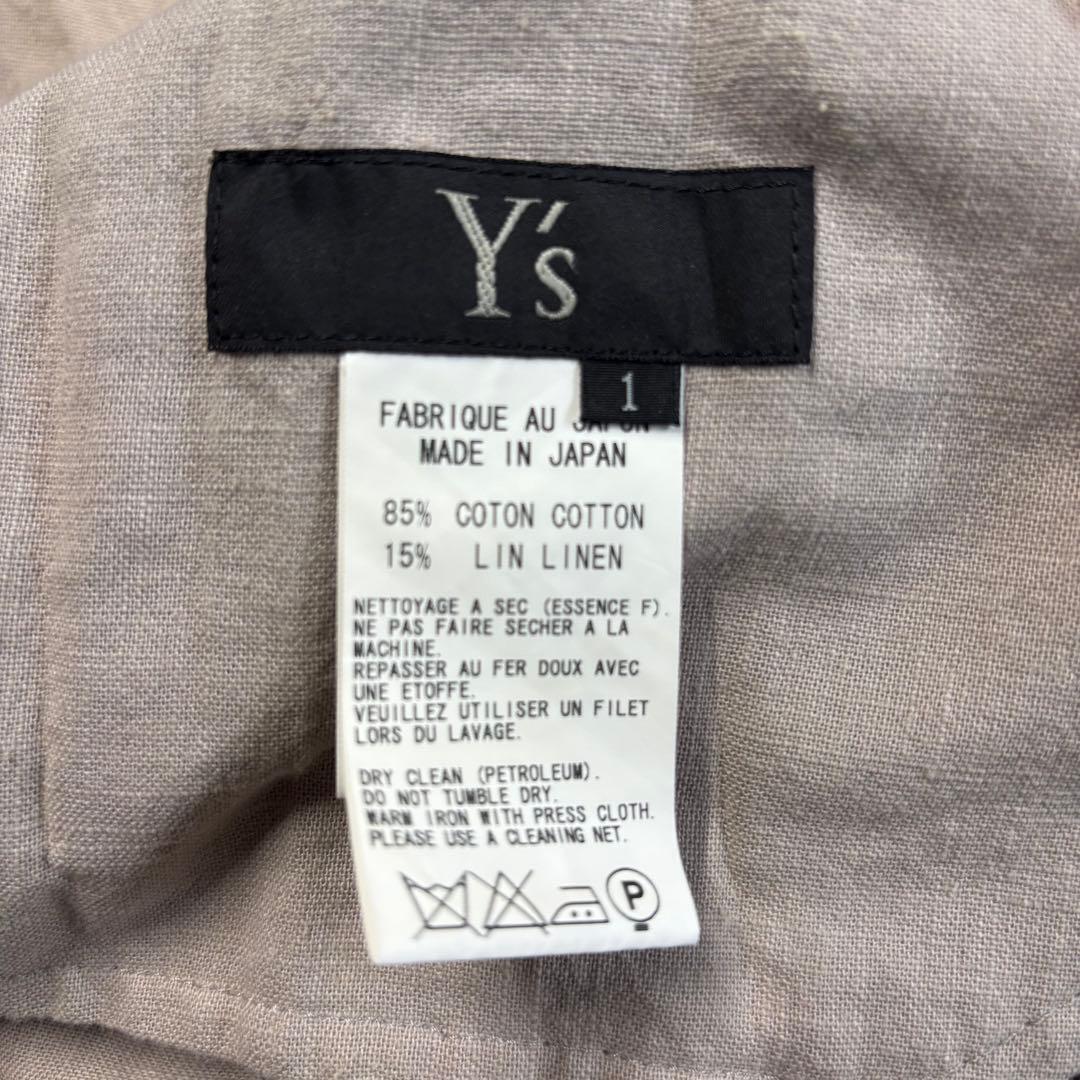 Y's
1
FABRIQUE AU JAPON
MADE IN JAPAN
85% COTON COTTON
15% LIN LINEN
NETTOYAGE A SEC (ESSENCE F).
NE PAS FAIRE SECHER A LA
MACHINE.
REPASSER AU FER DOUX AVEC
UNE ETOFFE.
VEUILLEZ UTILISER UN FILET
LORS DU LAVAGE.
DRY CLEAN (PETROLEUM).
DO NOT TUMBLE DRY.
WARM IRON WITH PRESS CLOTH.
PLEASE USE A CLEANING NET.
P